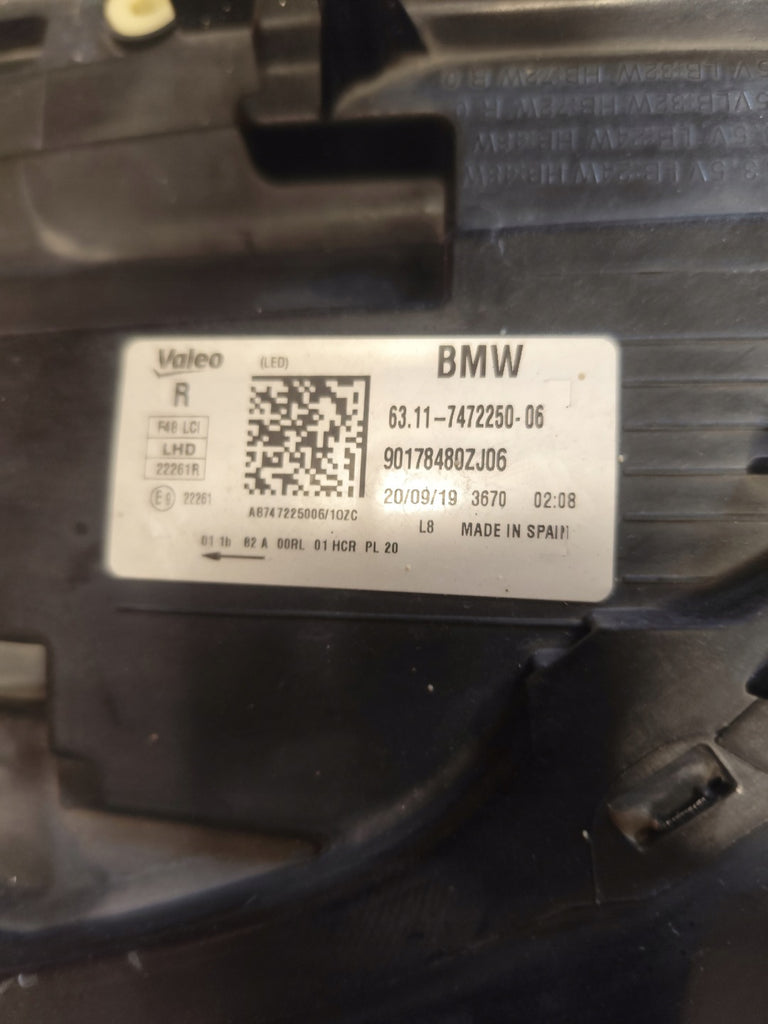 Valeo
(LED)
BMW
R
63.11-7472250-06
F48 LCI
LHD
22261R
90178480ZJ06
22261
20/09/19 3670 02:08
A8747225006/10ZC
L8 MADE IN SPAIN
01 1b 82 A 00RL 01 HCR PL 20